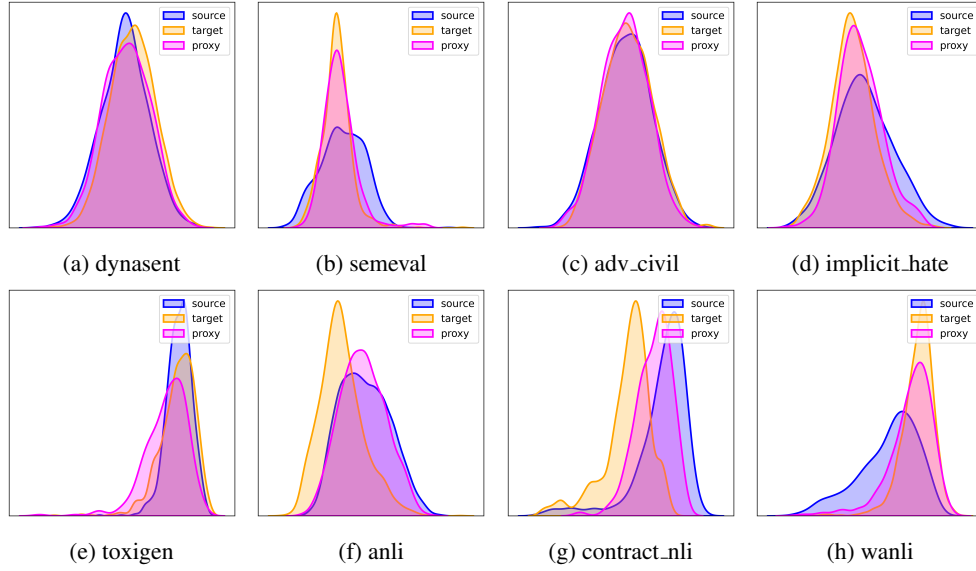 source
target
proxy
source
target
proxy
source
target
proxy
source
target
proxy
(a) dynasent
(b) semeval
(c) adv_civil
(d) implicit_hate
source
target
proxy
source
target
proxy
source
target
proxy
source
target
proxy
(e) toxigen
(f) anli
(g) contract_nli
(h) wanli